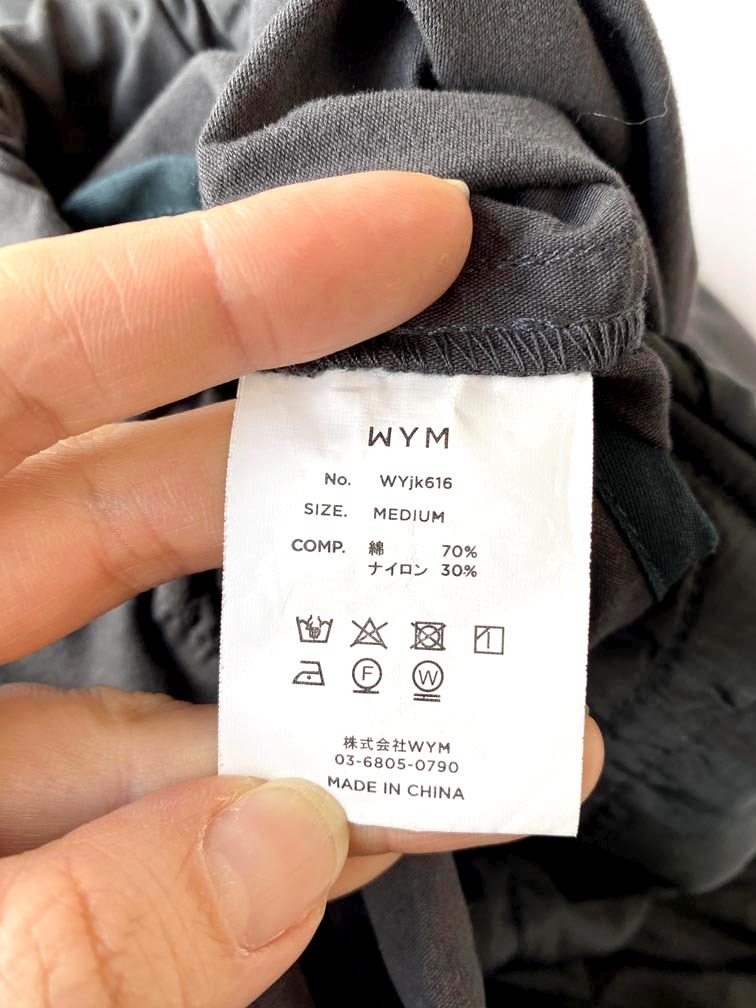 WYM
No. WYjk616
SIZE. MEDIUM
COMP. 綿 70%
ナイロン 30%
F W
株式会社WYM
03-6805-0790
MADE IN CHINA